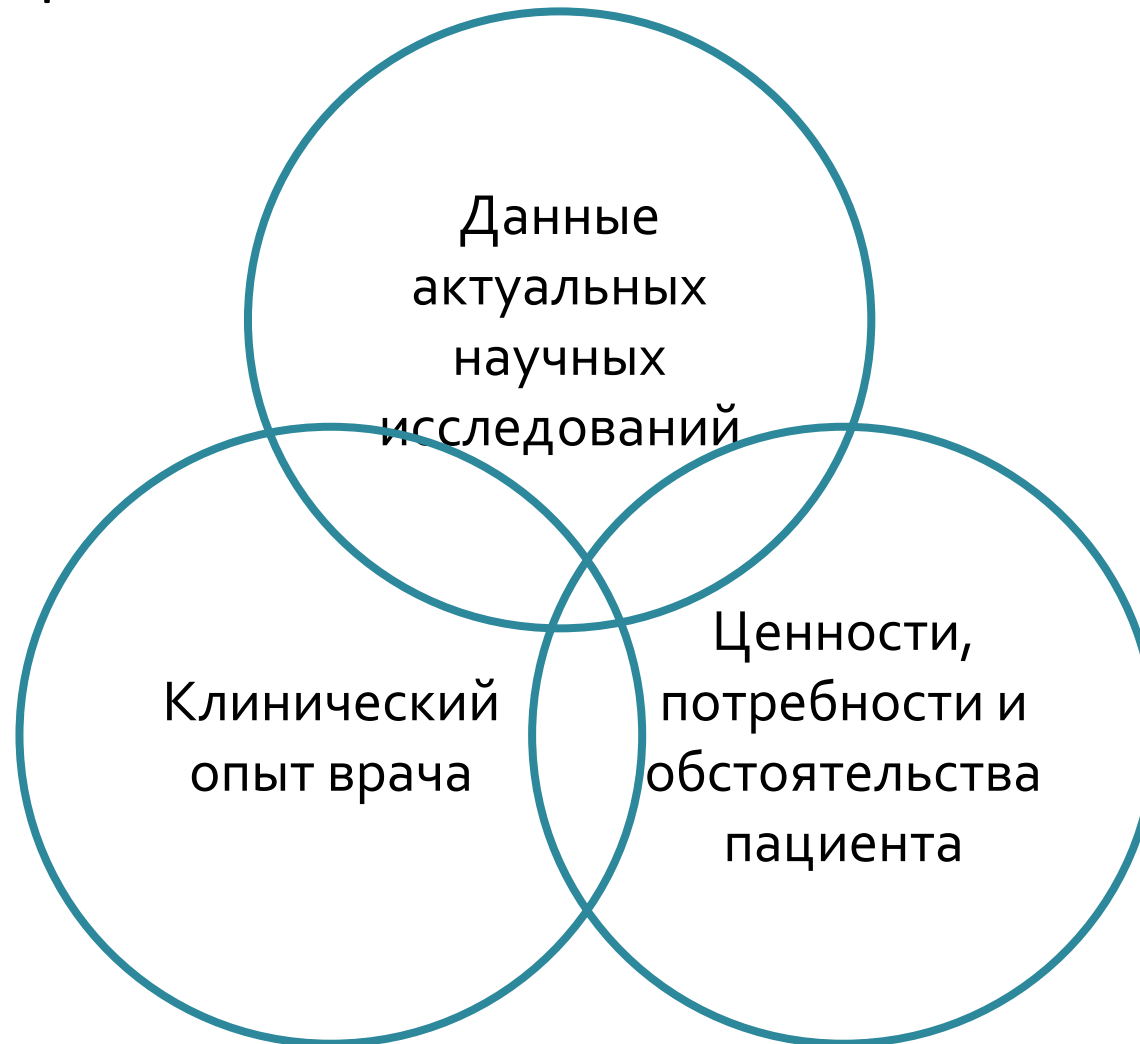 Данные
актуальных
научных
исследований
Ценности,
потребности и
обстоятельства
пациента
Клинический
опыт врача